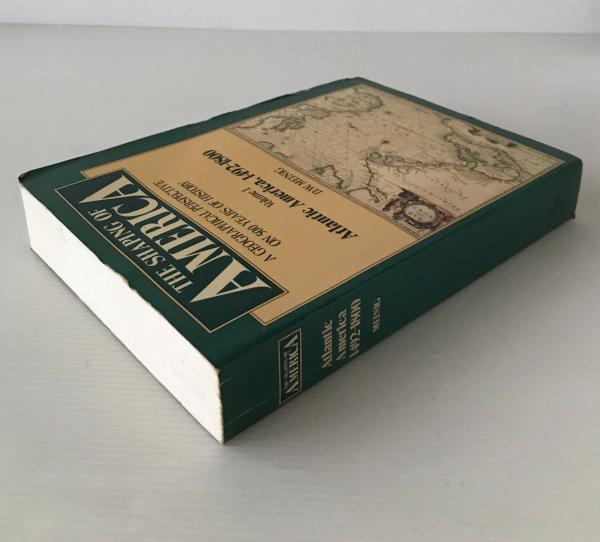 THE SHAPING OF
AMERICA
A GEOGRAPHICAL PERSPECTIVE
ON 500 YEARS OF HISTORY
Volume 1
Atlantic America, 1492-1800
D.W. MEINIG
THE SHAPING OF
AMERICA
Atlantic
America
1492-1800
MEINIG